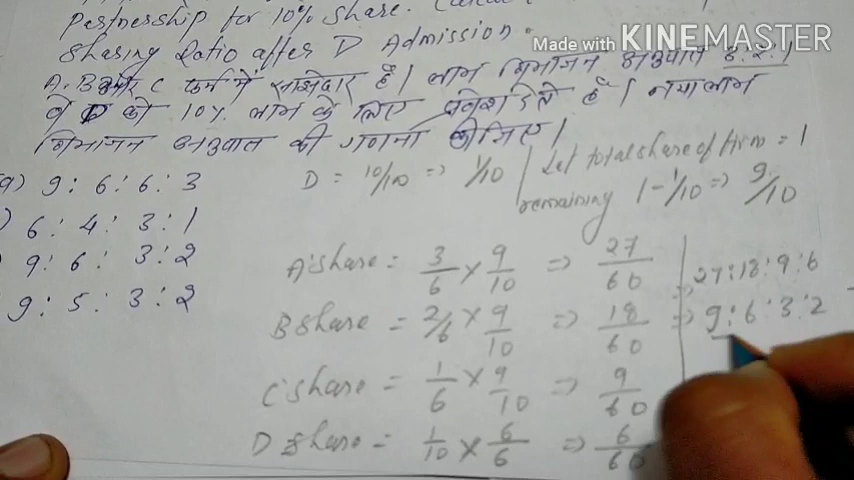 Made with KINEMASTER
Partnership for 10% share.
Sharing Ratio after D Admission.
A. B और C फर्म में साझेदार हैं। लाभ विभाजन अनुपात 3:2:1
वे D को 10% लाभ के लिए प्रवेश देते हैं। नया लाभ
विभाजन अनुपात की गणना कीजिए।
a) 9:6:6:3
) 6:4:3:1
) 9:6:3:2
9:5:3:2
D = 10/100 => 1/10
Let total share of firm = 1
remaining 1-1/10 => 9/10
A'share = 3/6 × 9/10 => 27/60
B share = 2/6 × 9/10 => 18/60
C'share = 1/6 × 9/10 => 9/60
D share = 1/10 × 6/6 => 6/60
27:18:9:6
=> 9:6:3:2